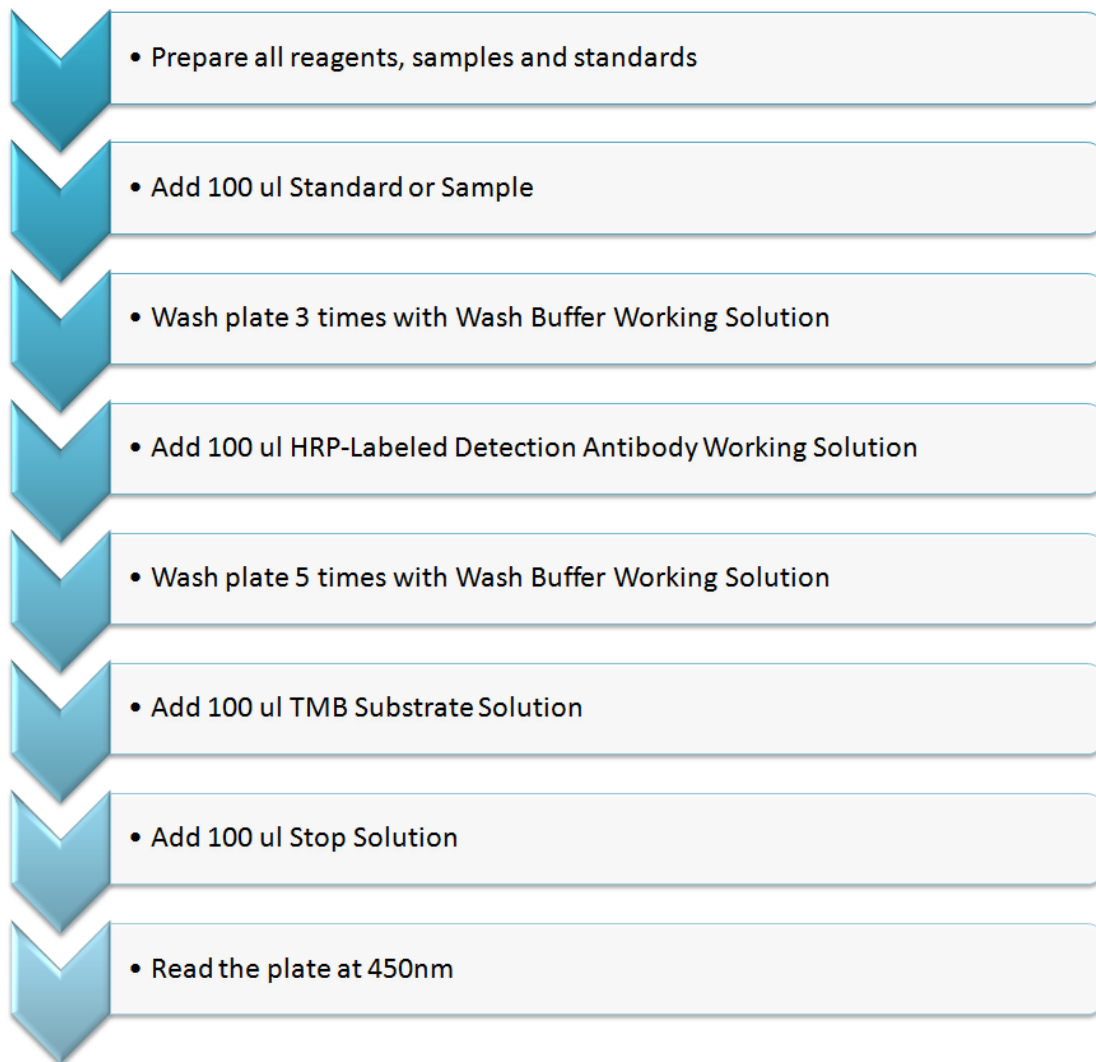 • Prepare all reagents, samples and standards
• Add 100 ul Standard or Sample
• Wash plate 3 times with Wash Buffer Working Solution
• Add 100 ul HRP-Labeled Detection Antibody Working Solution
• Wash plate 5 times with Wash Buffer Working Solution
• Add 100 ul TMB Substrate Solution
• Add 100 ul Stop Solution
• Read the plate at 450nm